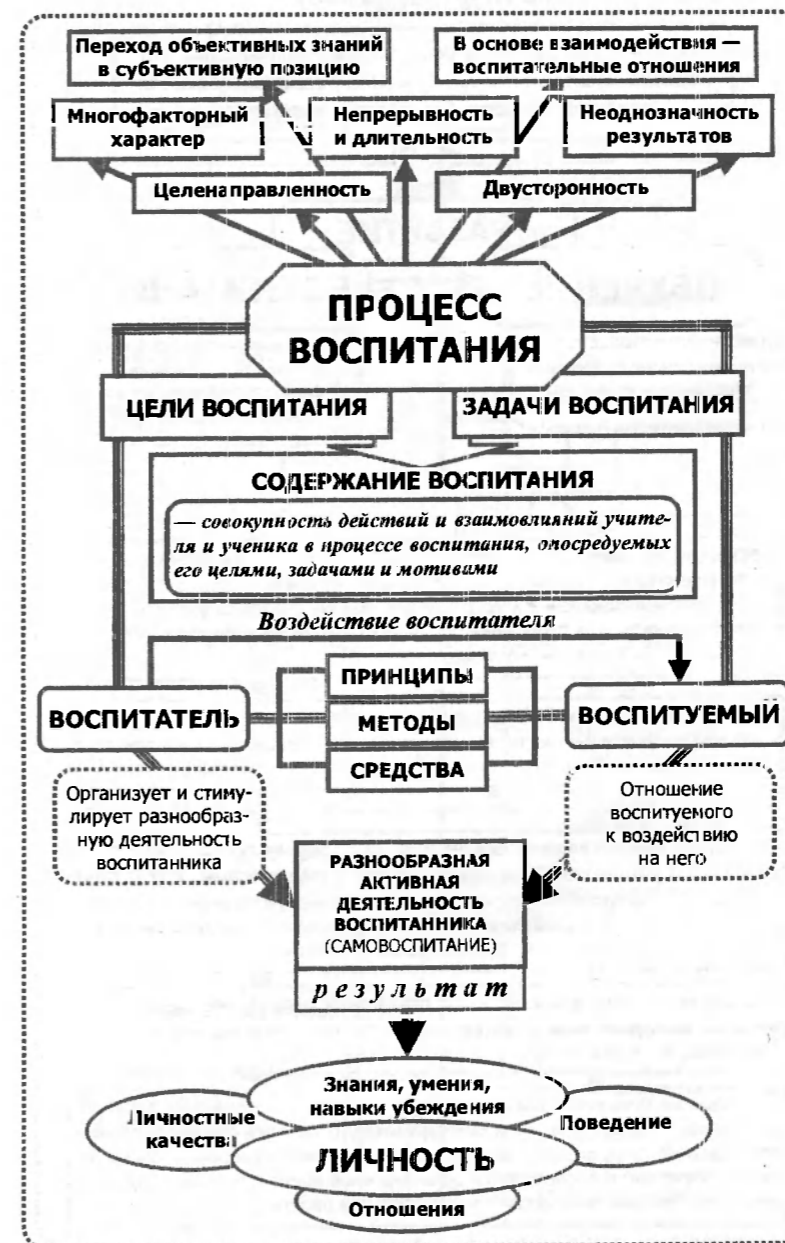 Переход объективных знаний
в субъективную позицию
В основе взаимодействия —
воспитательные отношения
Многофакторный
характер
Непрерывность
и длительность
Неоднозначность
результатов
Целенаправленность
Двусторонность
ПРОЦЕСС
ВОСПИТАНИЯ
ЦЕЛИ ВОСПИТАНИЯ
ЗАДАЧИ ВОСПИТАНИЯ
СОДЕРЖАНИЕ ВОСПИТАНИЯ
— совокупность действий и взаимовлияний учите-
ля и ученика в процессе воспитания, опосредуемых
его целями, задачами и мотивами
Воздействие воспитателя
ПРИНЦИПЫ
ВОСПИТАТЕЛЬ
МЕТОДЫ
ВОСПИТУЕМЫЙ
СРЕДСТВА
Организует и стиму-
лирует разнообраз-
ную деятельность
воспитанника
Отношение
воспитуемого
к воздействию
на него
РАЗНООБРАЗНАЯ
АКТИВНАЯ
ДЕЯТЕЛЬНОСТЬ
ВОСПИТАННИКА
(САМОВОСПИТАНИЕ)
результат
Знания, умения,
навыки убеждения
Личностные
качества
Поведение
ЛИЧНОСТЬ
Отношения